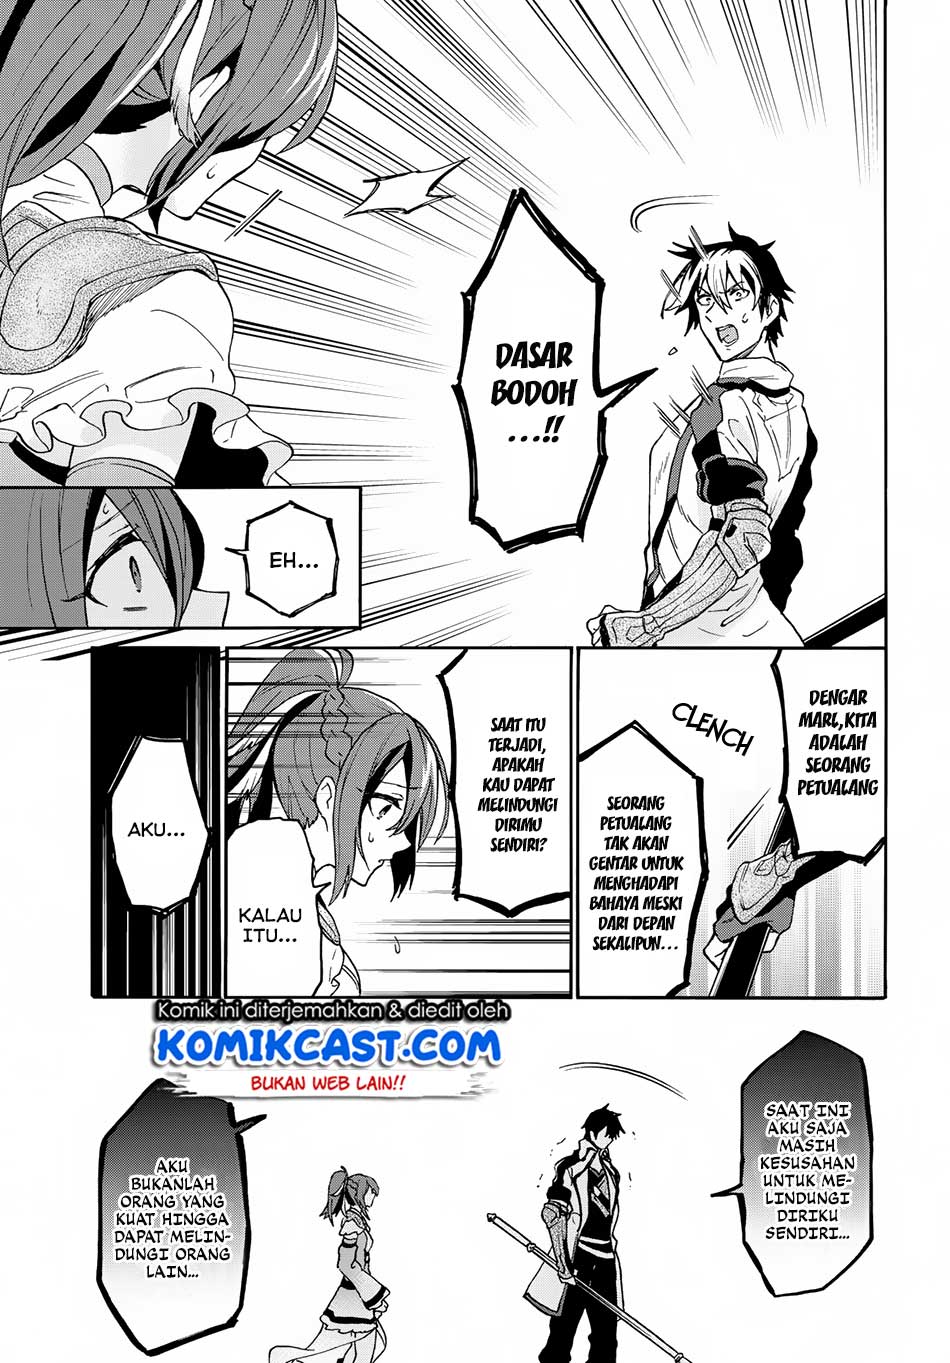 DASAR
BODOH
...!!
EH...
DENGAR
MARL,KITA
ADALAH
SEORANG
PETUALANG
CLENCH
SEORANG
PETUALANG
TAK AKAN
GENTAR UNTUK
MENGHADAPI
BAHAYA MESKI
DARI DEPAN
SEKALIPUN...
SAAT ITU
TERJADI,
APAKAH
KAU DAPAT
MELINDUNGI
DIRIMU
SENDIRI?
KALAU
ITU...
AKU...
Komik ini diterjemahkan & diedit oleh
KOMIKCAST.COM
BUKAN WEB LAIN!!
SAAT INI
AKU SAJA
MASIH
KESUSAHAN
UNTUK ME-
LINDUNGI
DIRIKU
SENDIRI...
AKU
BUKANLAH
ORANG YANG
KUAT HINGGA
DAPAT MELIN-
DUNGI ORANG
LAIN...